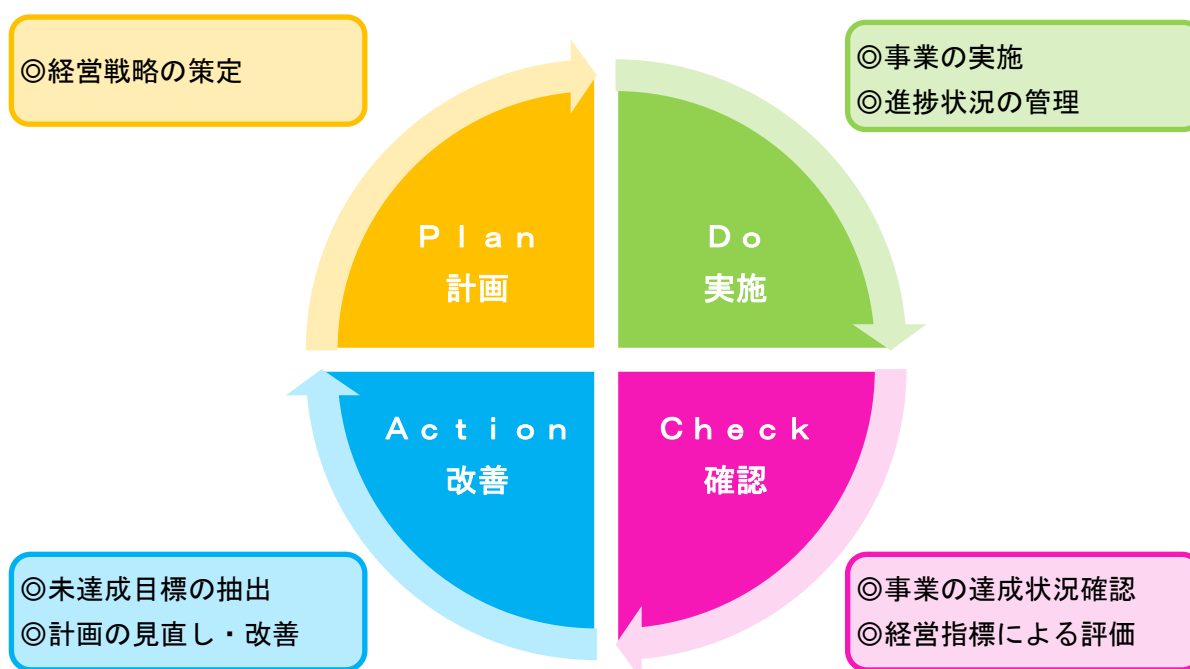 ◎経営戦略の策定
◎事業の実施
◎進捗状況の管理
Ｐｌａｎ
計画
Ｄｏ
実施
Ａｃｔｉｏｎ
改善
Ｃｈｅｃｋ
確認
◎未達成目標の抽出
◎計画の見直し・改善
◎事業の達成状況確認
◎経営指標による評価